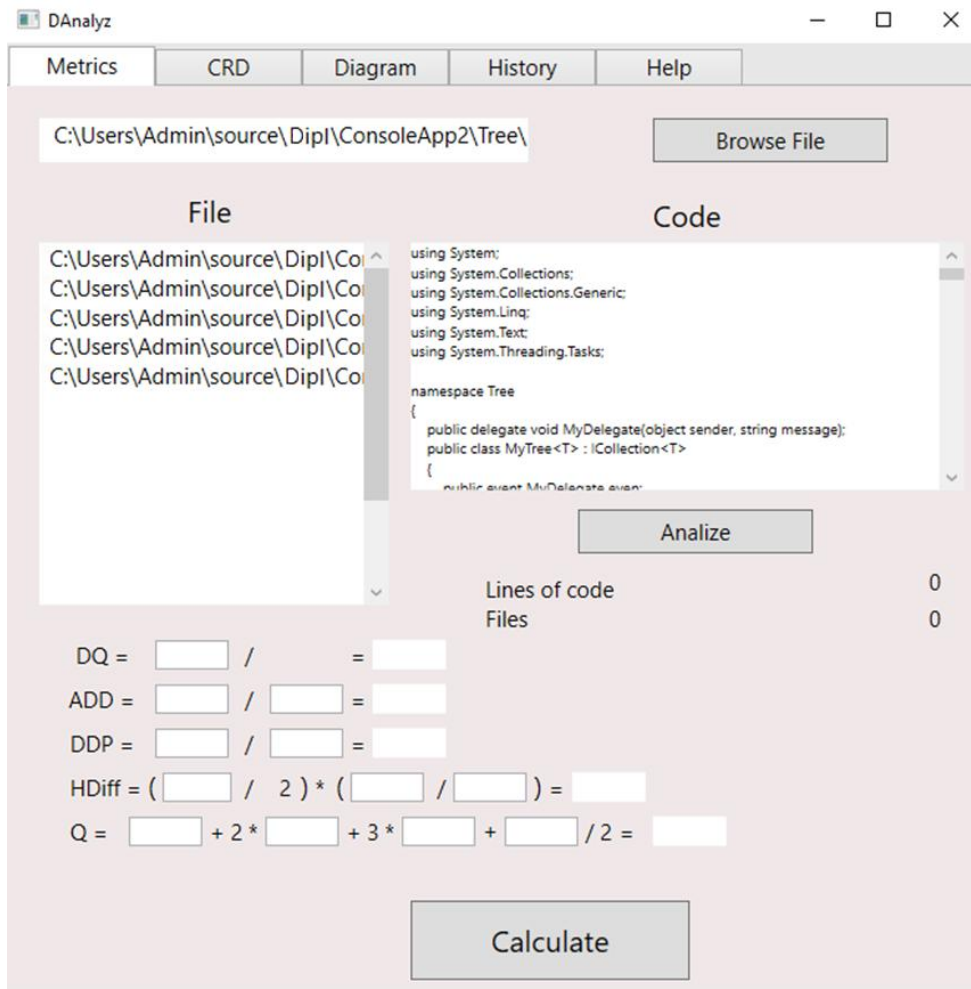 DAnalyz
Metrics CRD Diagram History Help
C:\Users\Admin\source\Dipl\ConsoleApp2\Tree\
Browse File
File
C:\Users\Admin\source\Dipl\Co
C:\Users\Admin\source\Dipl\Co
C:\Users\Admin\source\Dipl\Co
C:\Users\Admin\source\Dipl\Co
C:\Users\Admin\source\Dipl\Co
Code
using System;
using System.Collections;
using System.Collections.Generic;
using System.Linq;
using System.Text;
using System.Threading.Tasks;
namespace Tree
{
public delegate void MyDelegate(object sender, string message);
public class MyTree<T> : ICollection<T>
{
public event MyDelegate even;
Analize
Lines of code 0
Files 0
DQ = / =
ADD = / =
DDP = / =
HDiff = ( / 2 ) * ( / ) =
Q = + 2 * + 3 * + / 2 =
Calculate